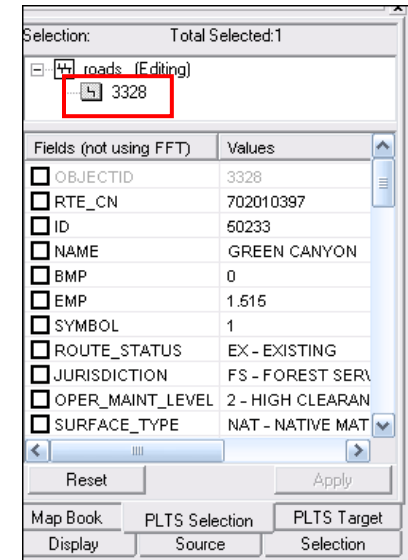 Selection: Total Selected:1
roads (Editing)
3328
Fields (not using FFT) Values
OBJECTID 3328
RTE_CN 702010397
ID 50233
NAME GREEN CANYON
BMP 0
EMP 1.515
SYMBOL 1
ROUTE_STATUS EX - EXISTING
JURISDICTION FS - FOREST SERV
OPER_MAINT_LEVEL 2 - HIGH CLEARAN
SURFACE_TYPE NAT - NATIVE MAT
Reset Apply
Map Book PLTS Selection PLTS Target
Display Source Selection